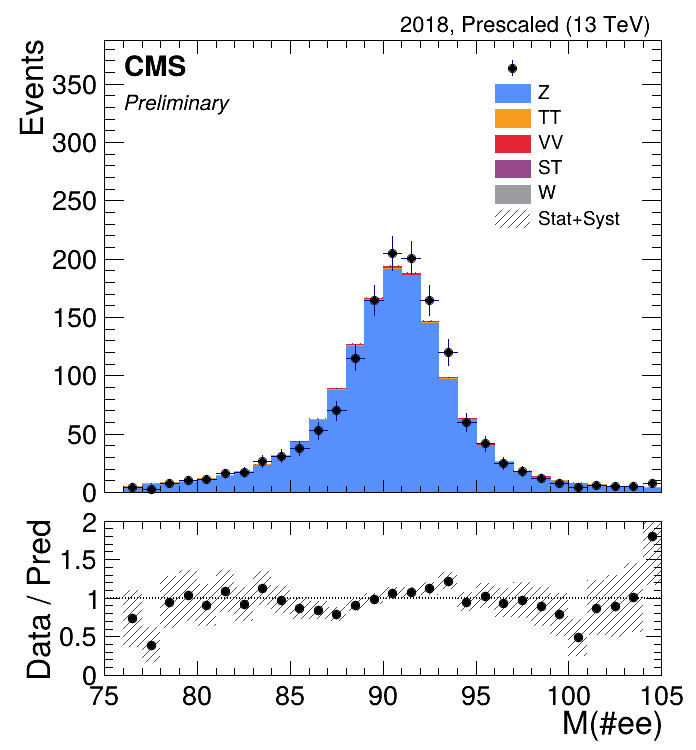 2018, Prescaled (13 TeV)
Events
CMS
Preliminary
Z
TT
VV
ST
W
Stat+Syst
350
300
250
200
150
100
50
0
Data / Pred
2
1.5
1
0.5
0
75 80 85 90 95 100 105
M(#ee)